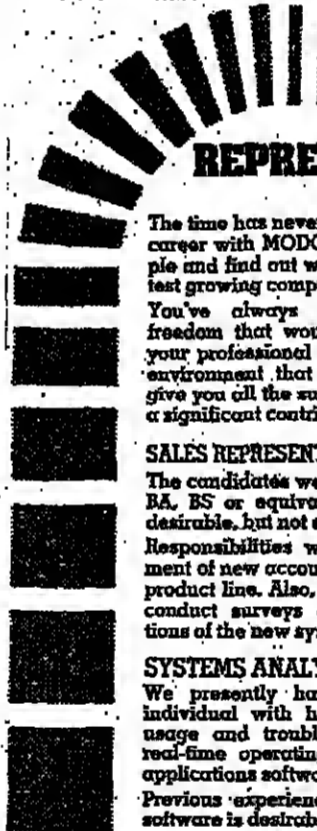 REPRE
The time has never
career with MODC
ple and find out w
test growing compa
You've always
freedom that wou
your professional
environment that
give you all the su
a significant contri
SALES REPRESENT
The candidates we
BA, BS or equiva
desirable, but not e
Responsibilities w
ment of new accou
product line. Also,
conduct surveys
tions of the new sy
SYSTEMS ANALY
We presently ha
individual with h
usage and troubl
real-time operatin
applications softwa
Previous experienc
software is desirabl